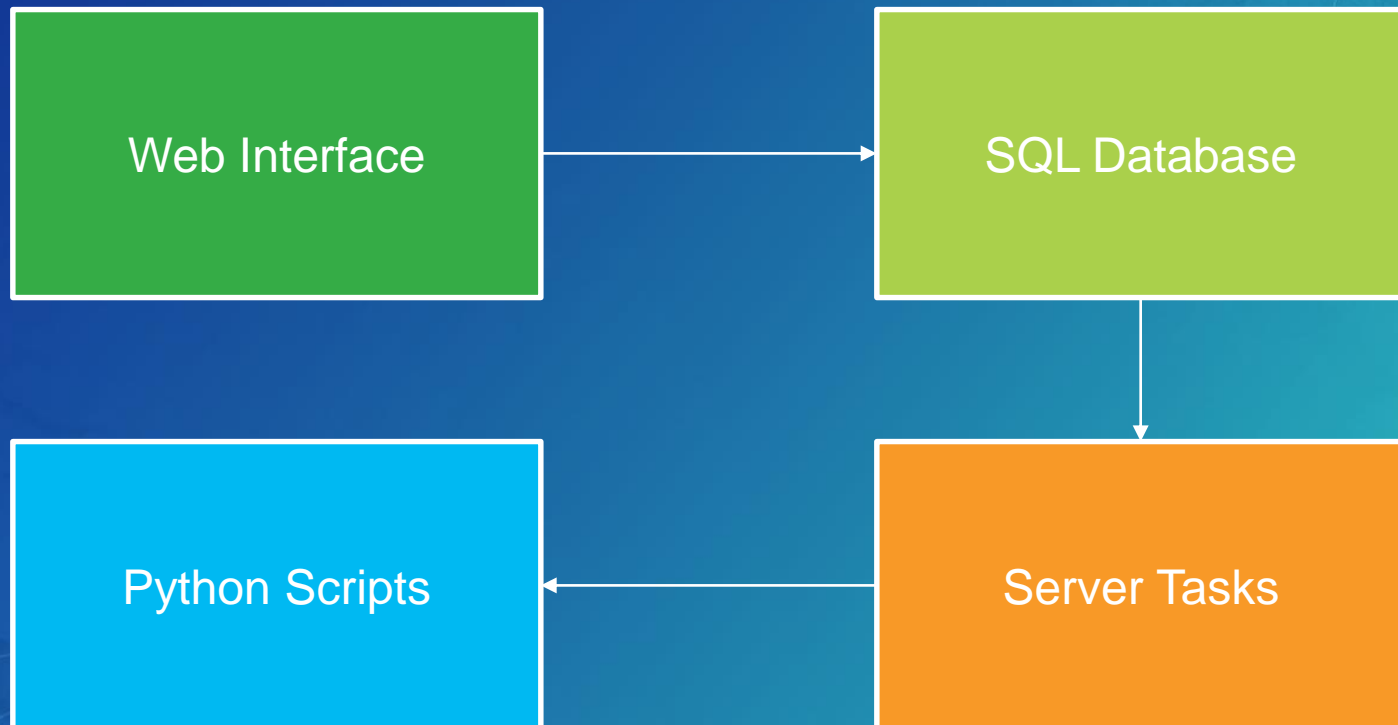 Web Interface
SQL Database
Python Scripts
Server Tasks